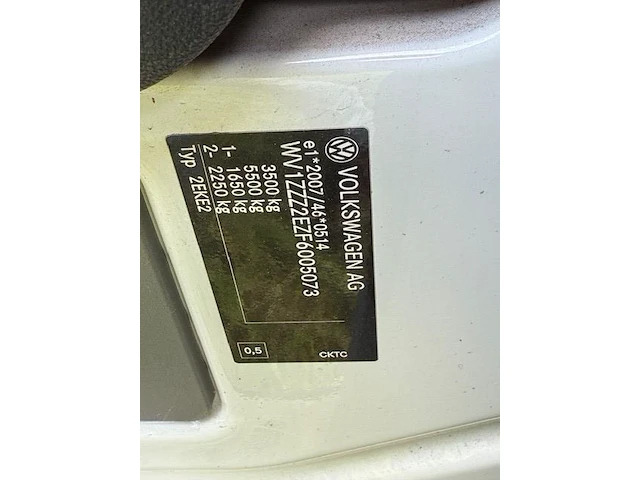 VOLKSWAGEN AG
e1*2007/46*0514
WV1ZZZ2EZF6005073
3500 kg
5500 kg
1- 1650 kg
2- 2250 kg
Typ 2EKE2
CKTC
0,5